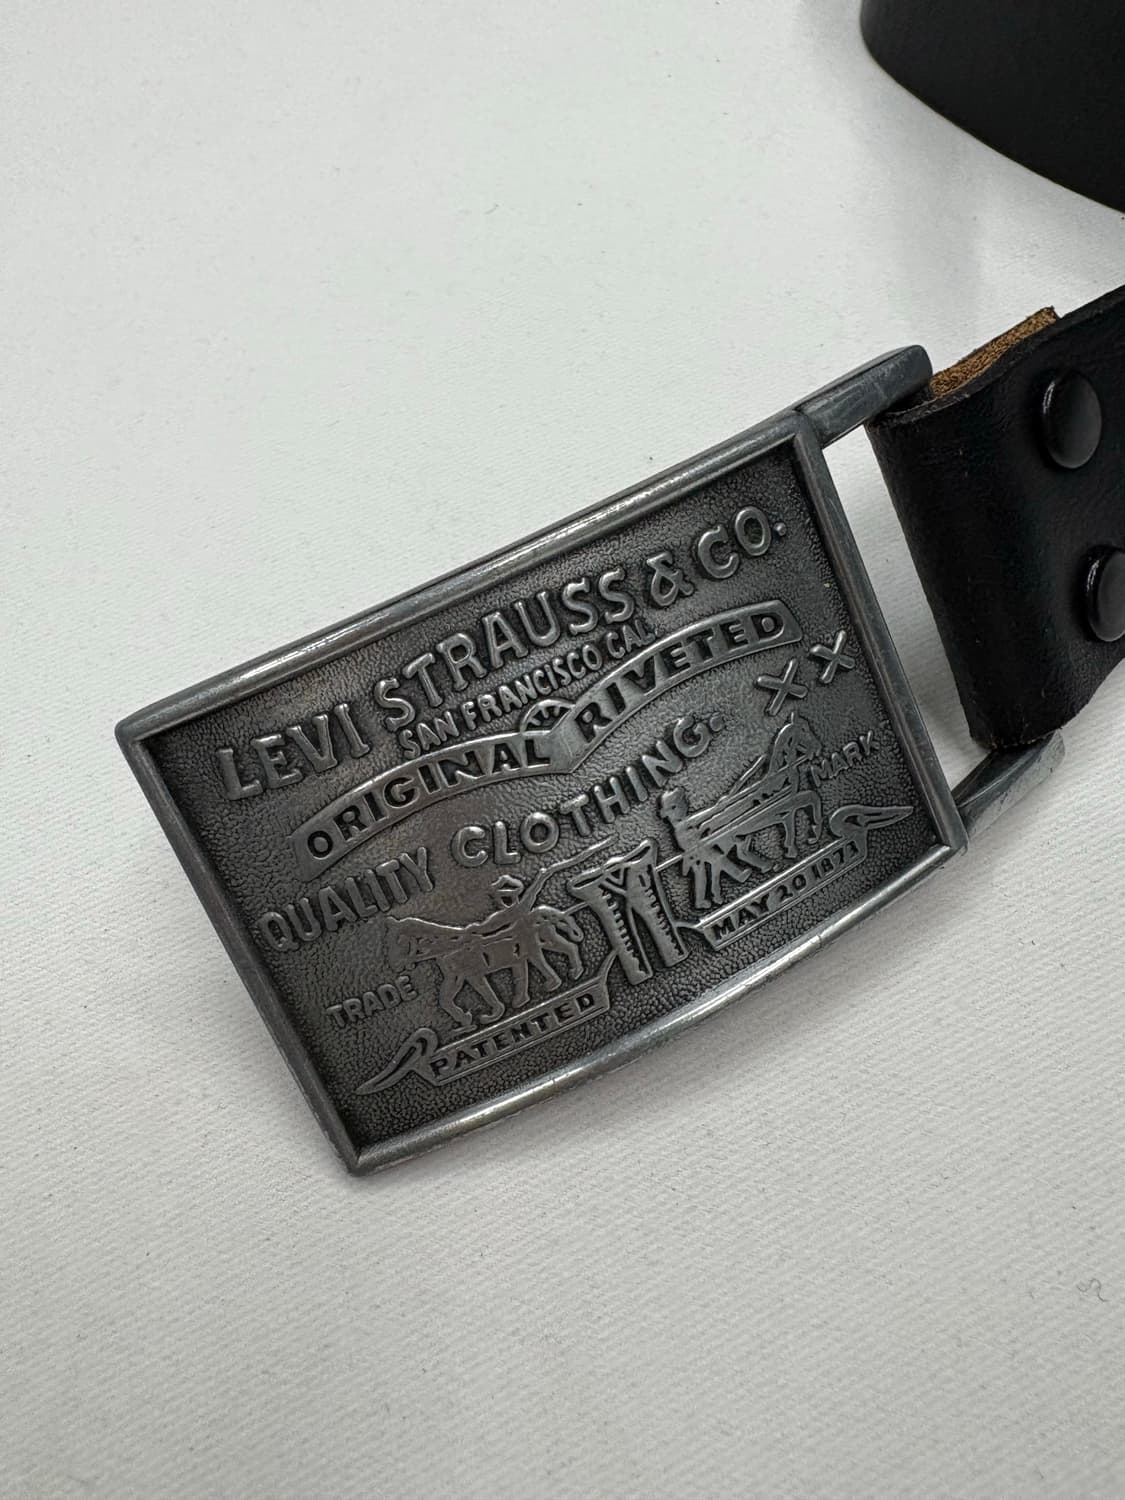 LEVI STRAUSS & CO.
SAN FRANCISCO CAL
ORIGINAL RIVETED
QUALITY CLOTHING.
XX
TRADE MARK
PATENTED MAY 20 1873